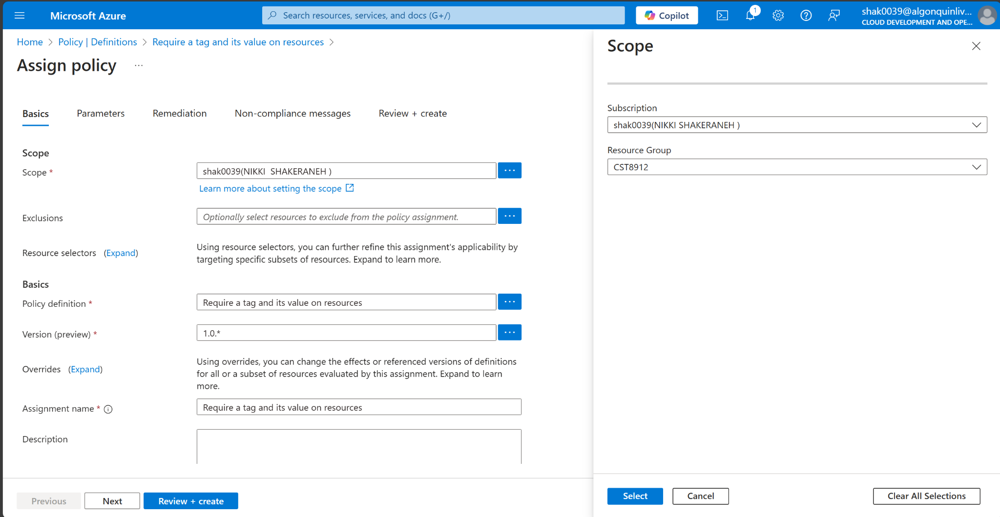 Microsoft Azure
Search resources, services, and docs (G+/)
Copilot
1
shak0039@algonquinliv...
CLOUD DEVELOPMENT AND OPE...
Home > Policy | Definitions > Require a tag and its value on resources >
Assign policy ...
Basics Parameters Remediation Non-compliance messages Review + create
Scope
Scope *
shak0039(NIKKI  SHAKERANEH )
...
Learn more about setting the scope
Exclusions
Optionally select resources to exclude from the policy assignment.
...
Resource selectors (Expand)
Using resource selectors, you can further refine this assignment's applicability by
targeting specific subsets of resources. Expand to learn more.
Basics
Policy definition *
Require a tag and its value on resources
...
Version (preview) *
1.0.*
...
Overrides (Expand)
Using overrides, you can change the effects or referenced versions of definitions
for all or a subset of resources evaluated by this assignment. Expand to learn
more.
Assignment name *
Require a tag and its value on resources
Description
Previous
Next
Review + create
Scope
Subscription
shak0039(NIKKI SHAKERANEH )
Resource Group
CST8912
Select
Cancel
Clear All Selections